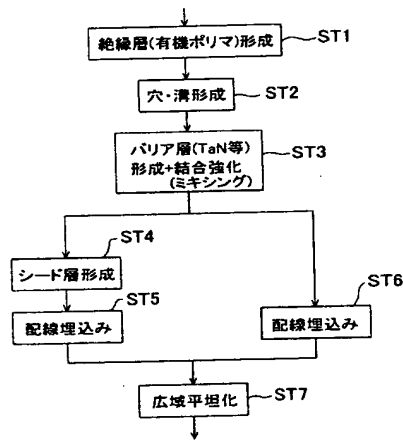 絶縁層(有機ポリマ)形成
ST1
穴・溝形成
ST2
バリア層(TaN等)
形成+結合強化
(ミキシング)
ST3
ST4
シード層形成
ST5
配線埋込み
ST6
配線埋込み
広域平坦化
ST7